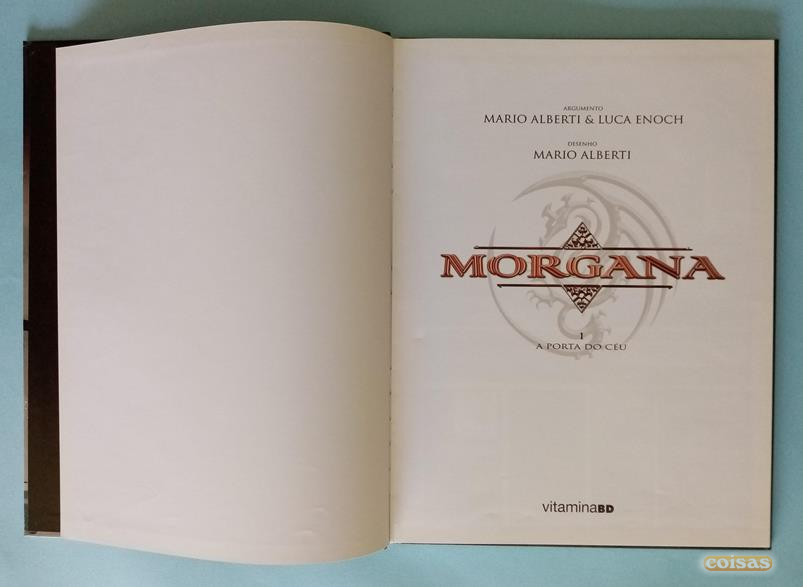 ARGUMENTO
MARIO ALBERTI & LUCA ENOCH
DESENHO
MARIO ALBERTI
MORGANA
1
A PORTA DO CÉU
vitaminaBD
coisas